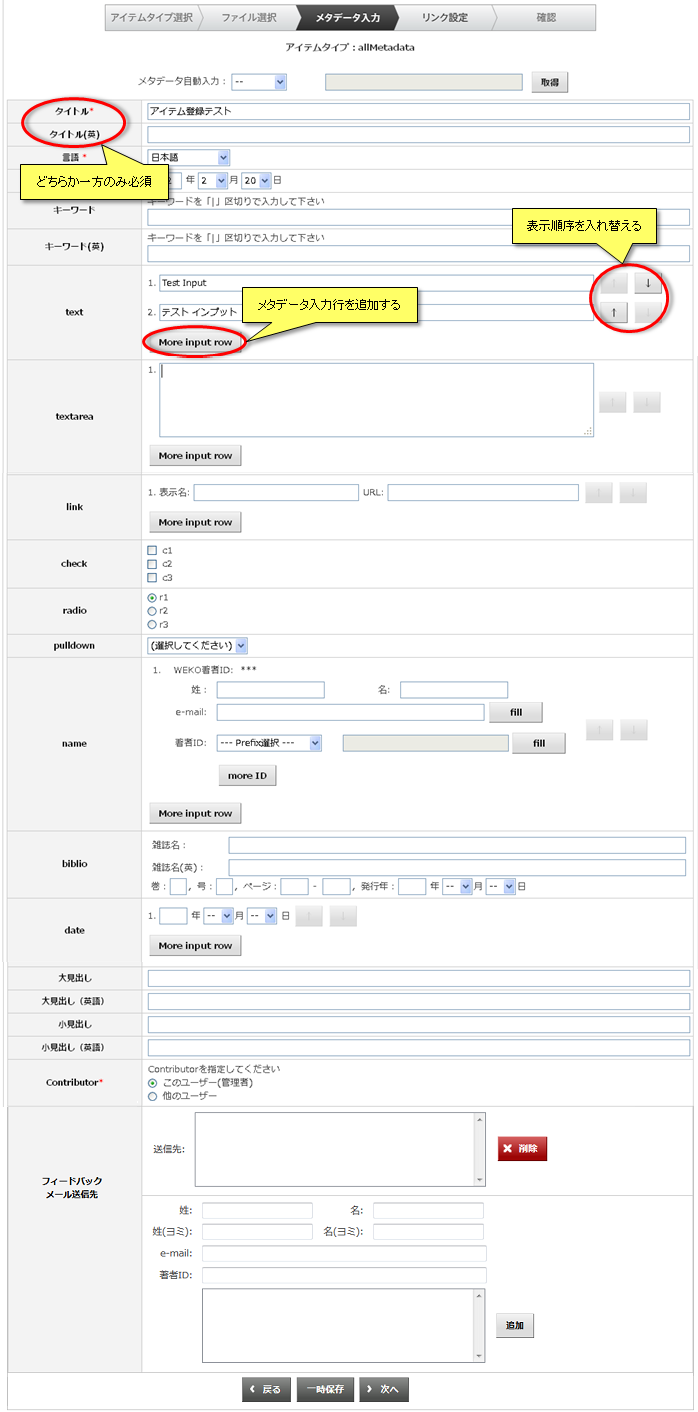 アイテムタイプ選択 ファイル選択 メタデータ入力 リンク設定 確認
アイテムタイプ : allMetadata
メタデータ自動入力 : -- 取得
タイトル* アイテム登録テスト
タイトル(英)
言語 * 日本語
どちらか一方のみ必須
2 年 2 月 20 日
キーワード キーワードを「|」区切りで入力して下さい
キーワード(英) キーワードを「|」区切りで入力して下さい
表示順序を入れ替える
text
1. Test Input ↑ ↓
2. テスト インプット ↑ ↓
メタデータ入力行を追加する
More input row
textarea
1. ↑ ↓
More input row
link
1. 表示名: URL: ↑ ↓
More input row
check
c1
c2
c3
radio
r1
r2
r3
pulldown (選択してください)
name
1. WEKO著者ID: ***
姓 : 名:
e-mail: fill
著者ID: --- Prefix選択 --- fill
↑ ↓
more ID
More input row
biblio
雑誌名 :
雑誌名(英) :
巻 : , 号 : , ページ : - , 発行年 : 年 -- 月 -- 日
date
1. 年 -- 月 -- 日 ↑ ↓
More input row
大見出し
大見出し (英語)
小見出し
小見出し (英語)
Contributor*
Contributorを指定してください
このユーザー(管理者)
他のユーザー
フィードバック
メール送信先
送信先: × 削除
姓: 名:
姓(ヨミ): 名(ヨミ):
e-mail:
著者ID:
追加
‹ 戻る 一時保存 › 次へ